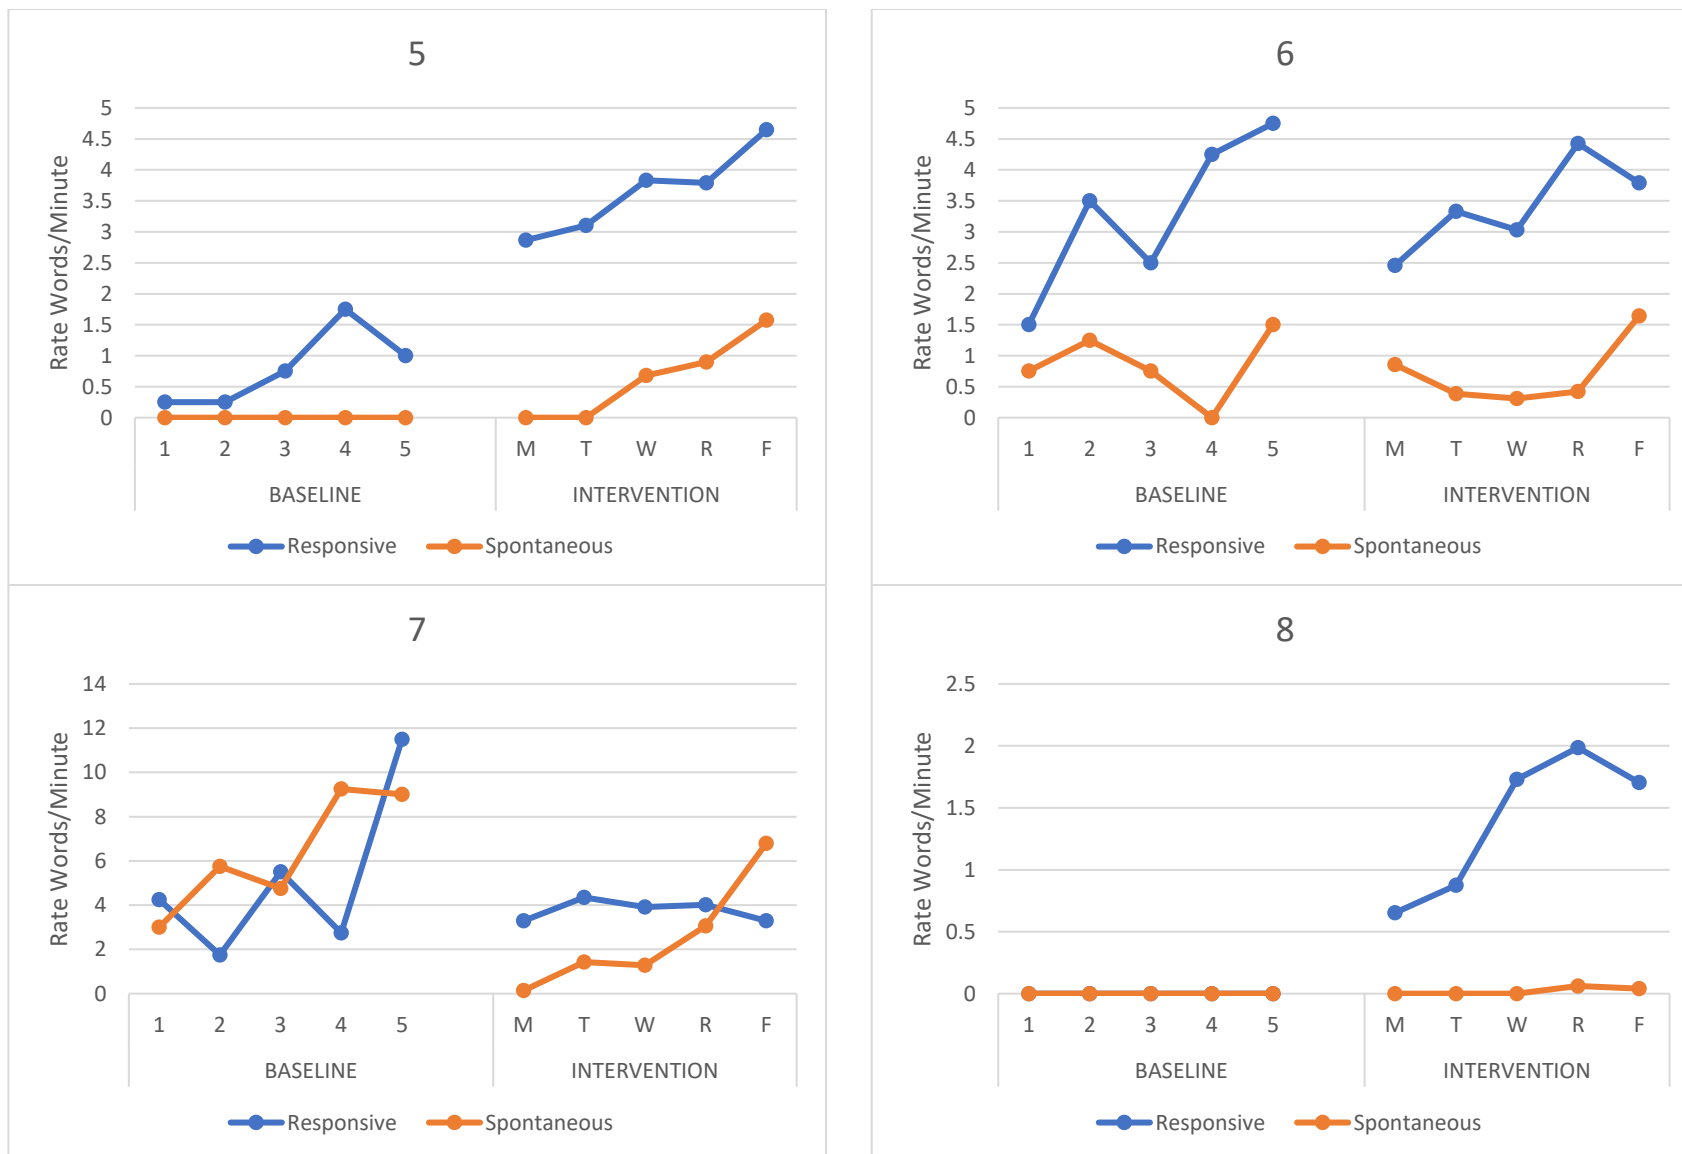 5
Rate Words/Minute
5
4.5
4
3.5
3
2.5
2
1.5
1
0.5
0
1 2 3 4 5 M T W R F
BASELINE INTERVENTION
Responsive Spontaneous
6
Rate Words/Minute
5
4.5
4
3.5
3
2.5
2
1.5
1
0.5
0
1 2 3 4 5 M T W R F
BASELINE INTERVENTION
Responsive Spontaneous
7
Rate Words/Minute
14
12
10
8
6
4
2
0
1 2 3 4 5 M T W R F
BASELINE INTERVENTION
Responsive Spontaneous
8
Rate Words/Minute
2.5
2
1.5
1
0.5
0
1 2 3 4 5 M T W R F
BASELINE INTERVENTION
Responsive Spontaneous